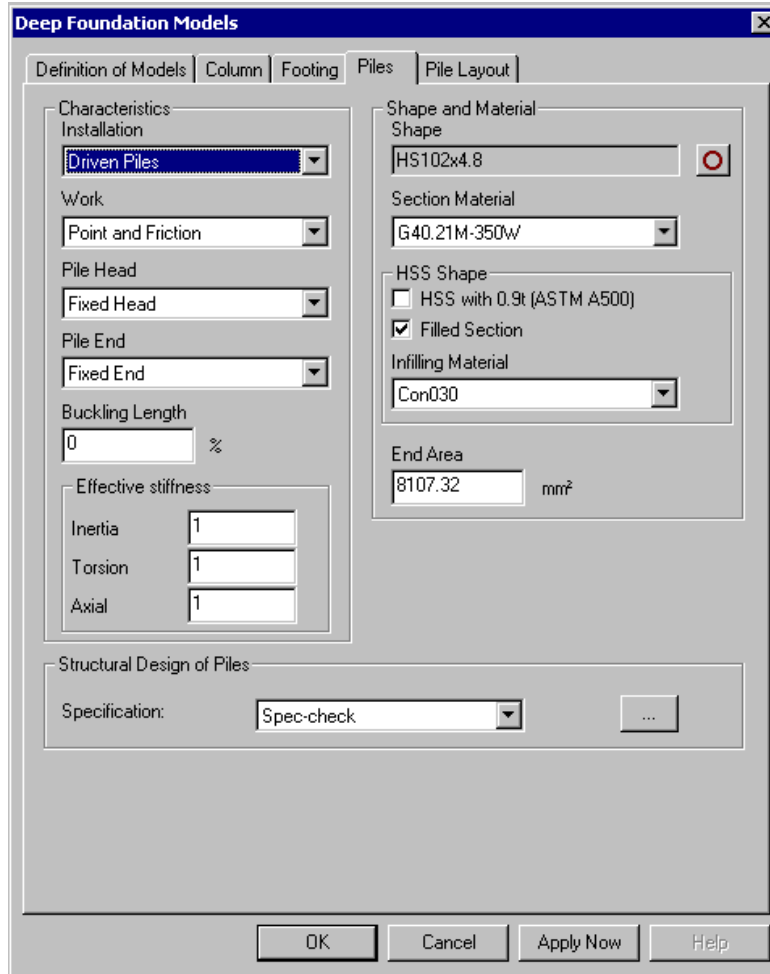 Deep Foundation Models
Definition of Models Column Footing Piles Pile Layout
Characteristics
Installation
Driven Piles
Work
Point and Friction
Pile Head
Fixed Head
Pile End
Fixed End
Buckling Length
0 %
Effective stiffness
Inertia 1
Torsion 1
Axial 1
Shape and Material
Shape
HS102x4.8
Section Material
G40.21M-350W
HSS Shape
HSS with 0.9t (ASTM A500)
Filled Section
Infilling Material
Con030
End Area
8107.32 mm²
Structural Design of Piles
Specification: Spec-check ...
OK Cancel Apply Now Help